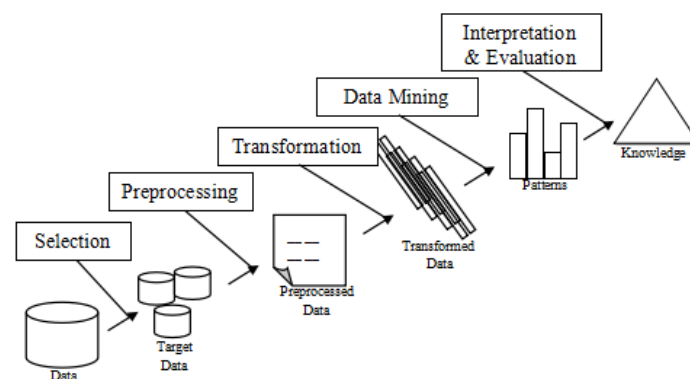 Interpretation
& Evaluation
Data Mining
Knowledge
Transformation
Patterns
Preprocessing
Transformed
Data
Selection
Preprocessed
Data
Target
Data
Data